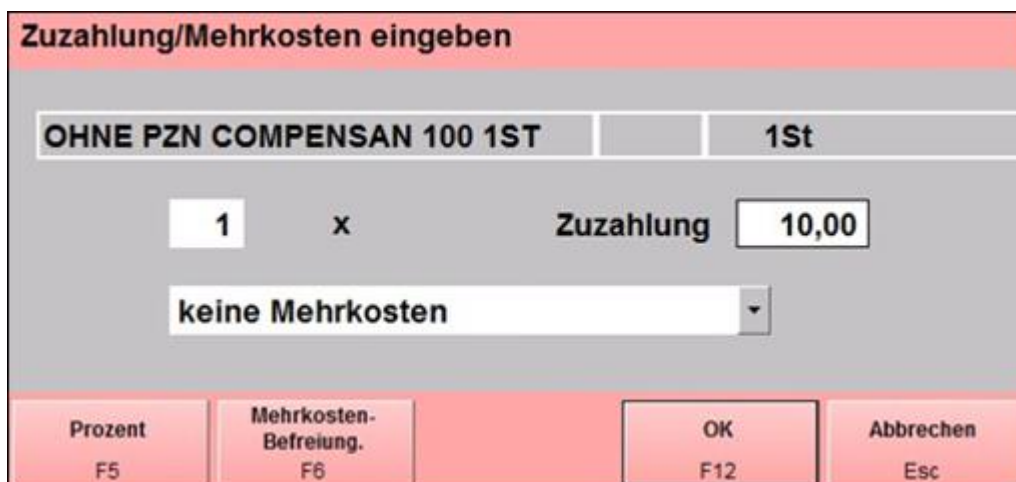 Zuzahlung/Mehrkosten eingeben
OHNE PZN COMPENSAN 100 1ST 1St
1 x Zuzahlung 10,00
keine Mehrkosten
Prozent
F5
Mehrkosten-
Befreiung.
F6
OK
F12
Abbrechen
Esc